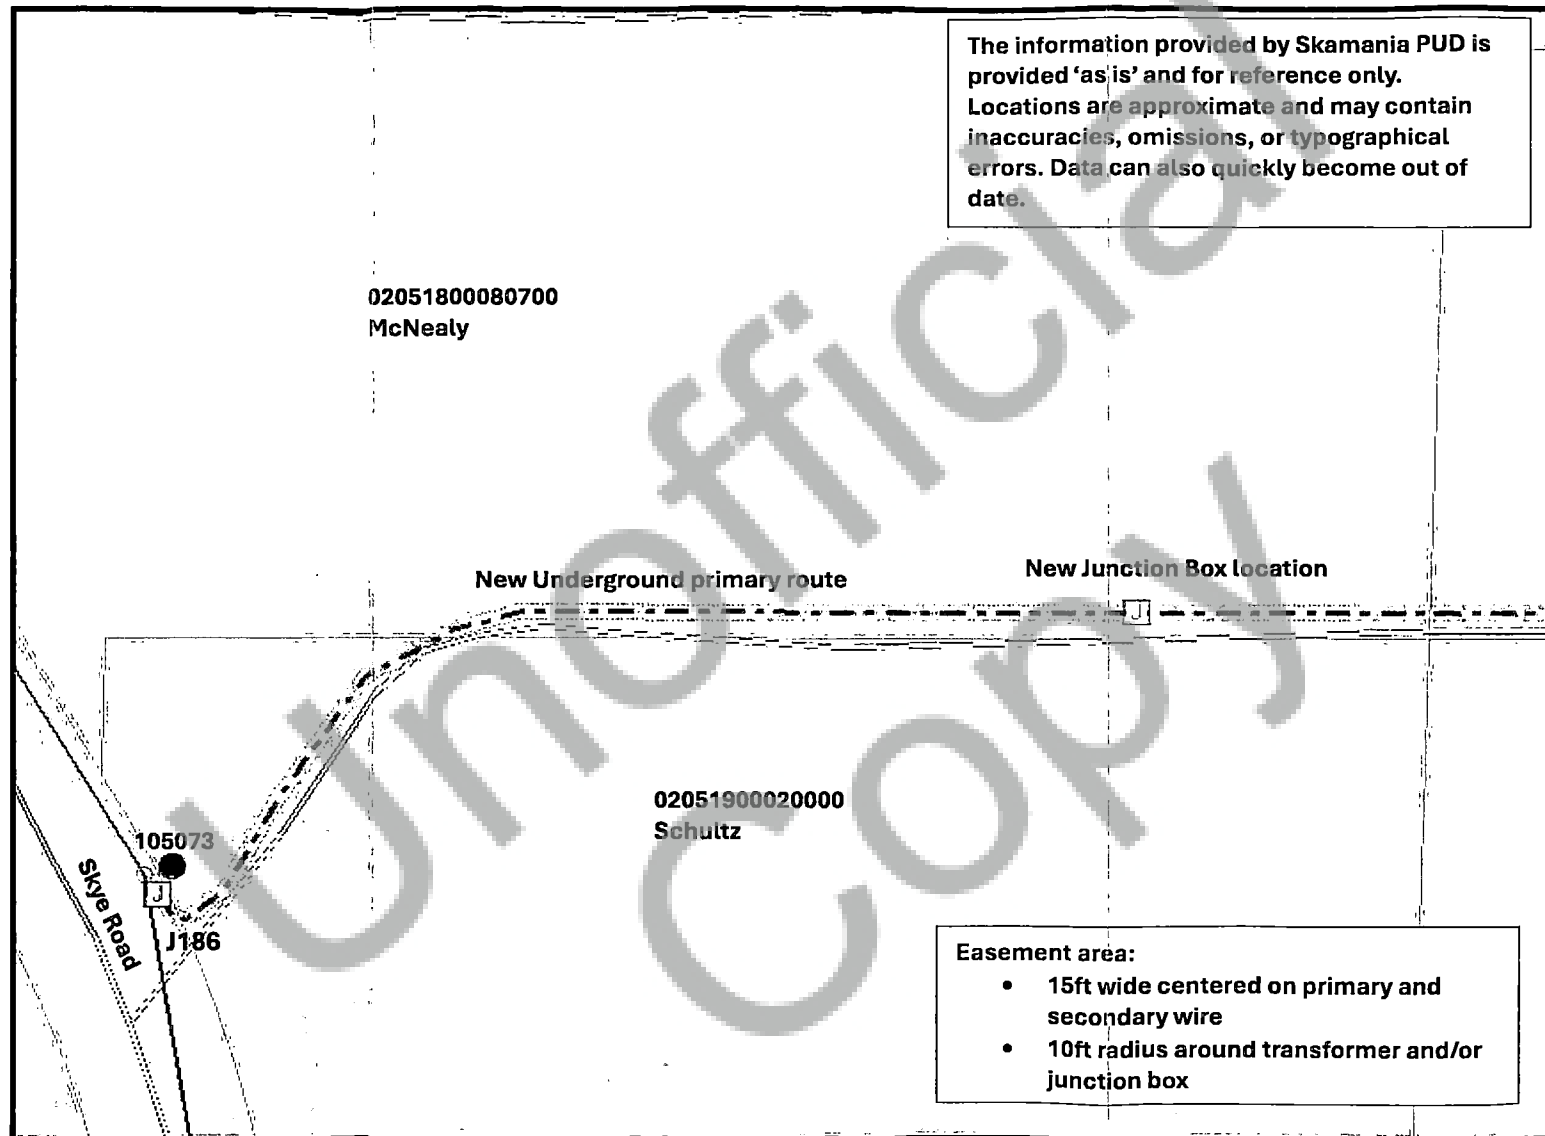 The information provided by Skamania PUD is
provided ‘as is’ and for reference only.
Locations are approximate and may contain
inaccuracies, omissions, or typographical
errors. Data can also quickly become out of
date.
02051800080700
McNealy
New Underground primary route
New Junction Box location
J
02051900020000
Schultz
105073
J
Skye Road
J186
Easement area:
• 15ft wide centered on primary and
secondary wire
• 10ft radius around transformer and/or
junction box
Unofficial
Copy